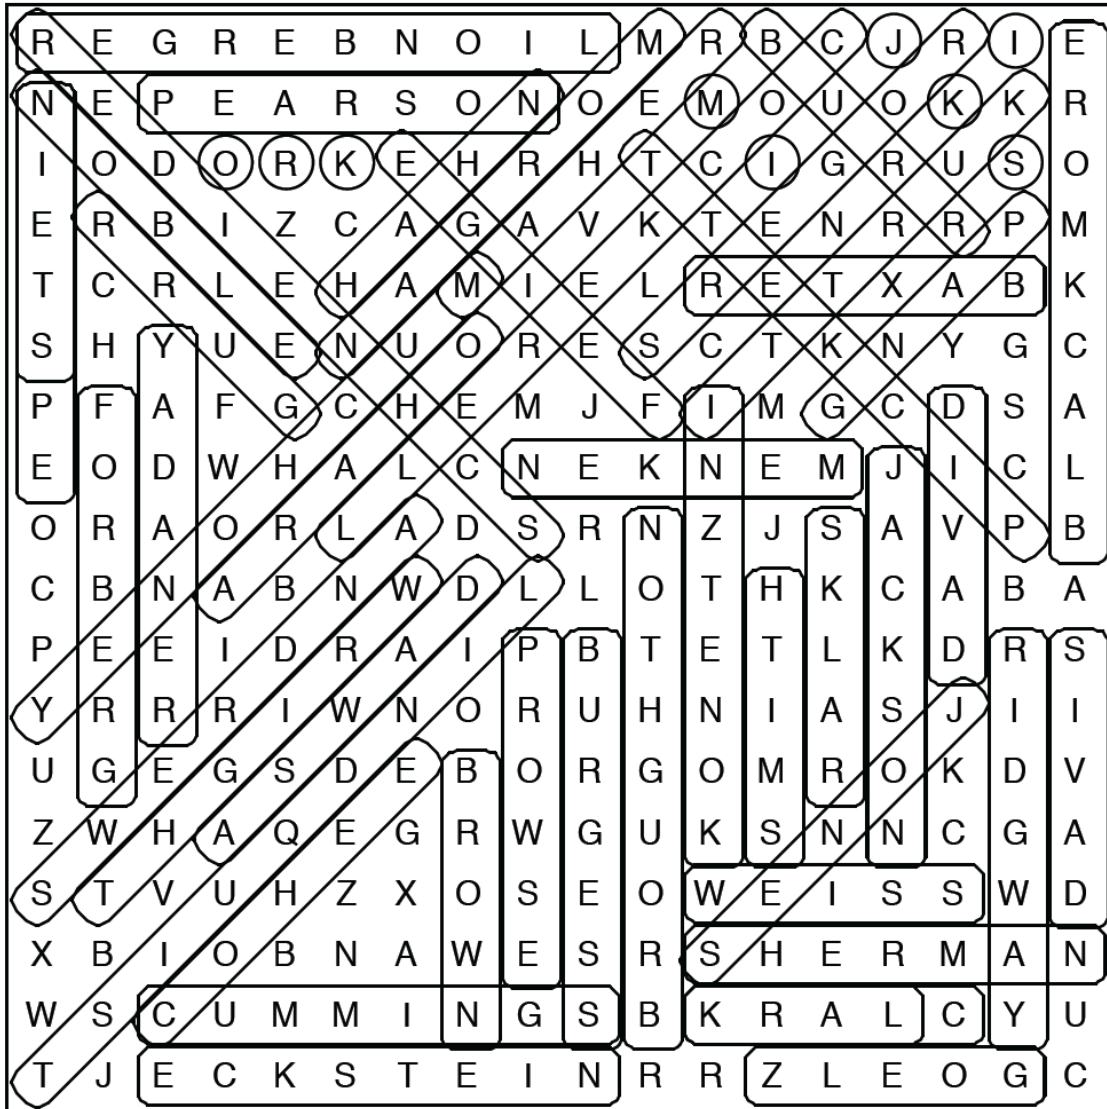 R E G R E B N O I L M R B C J R I E
N E P E A R S O N O E M O U O K K R
I O D O R K E H R H T C I G R U S O
E R B I Z C A G A V K T E N R R P M
T C R L E H A M I E L R E T X A B K
S H Y U E N U O R E S C T K N Y G C
P F A F G C H E M J F I M G C D S A
E O D W H A L C N E K N E M J I C L
O R A O R L A D S R N Z J S A V P B
C B N A B N W D L L O T H K C A B A
P E E I D R A I P B T E T L K D R S
Y R R R I W N O R U H N I A S J I I
U G E G S D E B O R G O M R O K D V
Z W H A Q E G R W G U K S N N C G A
S T V U H Z X O S E O W E I S S W D
X B I O B N A W E S R S H E R M A N
W S C U M M I N G S B K R A L C Y U
T J E C K S T E I N R R Z L E O G C